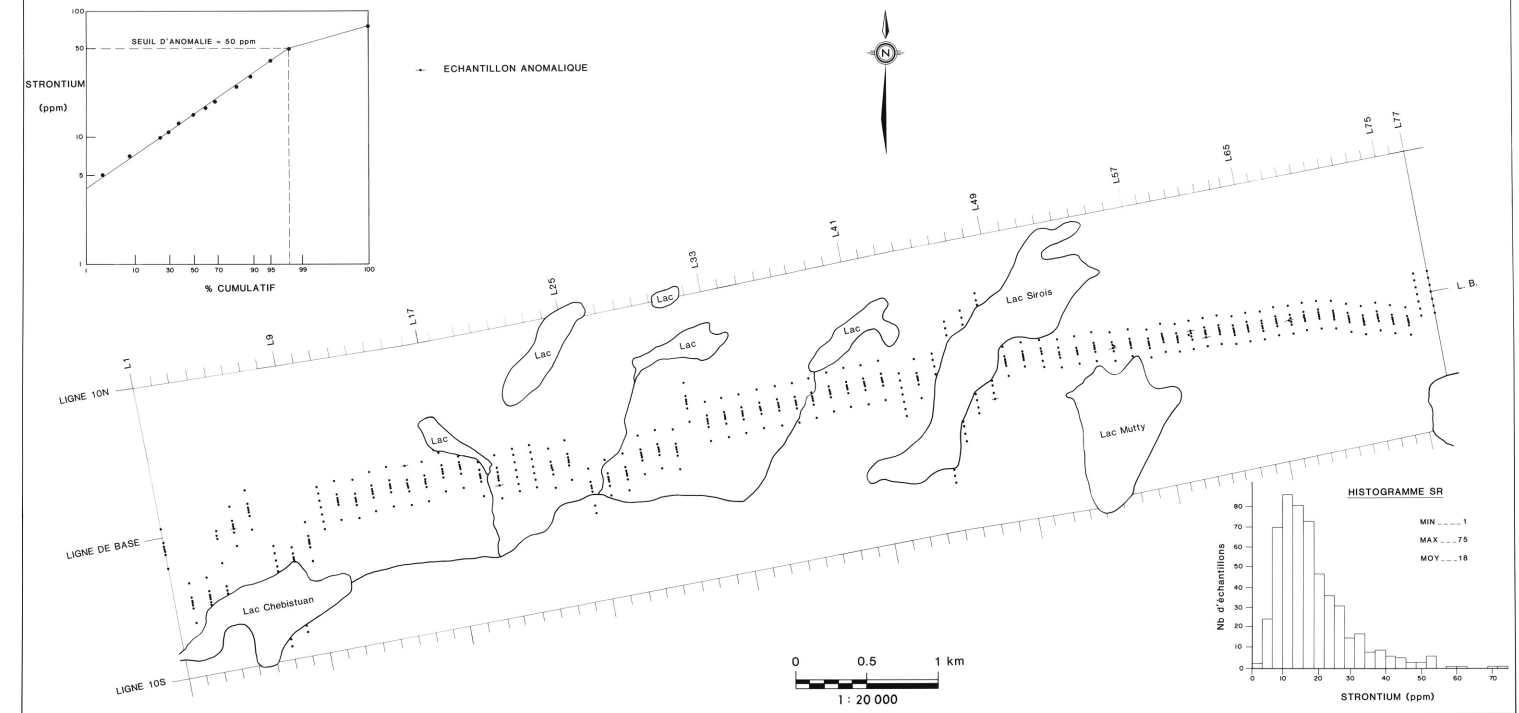 100
50
10
5
1
SEUIL D'ANOMALIE = 50 ppm
STRONTIUM
(ppm)
1 10 30 50 70 90 95 99 100
% CUMULATIF
ECHANTILLON ANOMALIQUE
N
L1
L9
L17
L25
L33
L41
L49
L57
L65
L75
L77
LIGNE 10N
LIGNE DE BASE
LIGNE 10S
L.B.
Lac
Lac
Lac
Lac
Lac
Lac Sirois
Lac Mutty
Lac Chebistuan
0 0.5 1 km
1 : 20 000
HISTOGRAMME SR
MIN ____ 1
MAX ___ 75
MOY ___ 18
Nb d'échantillons
80
70
60
50
40
30
20
10
0
0 10 20 30 40 50 60 70
STRONTIUM (ppm)